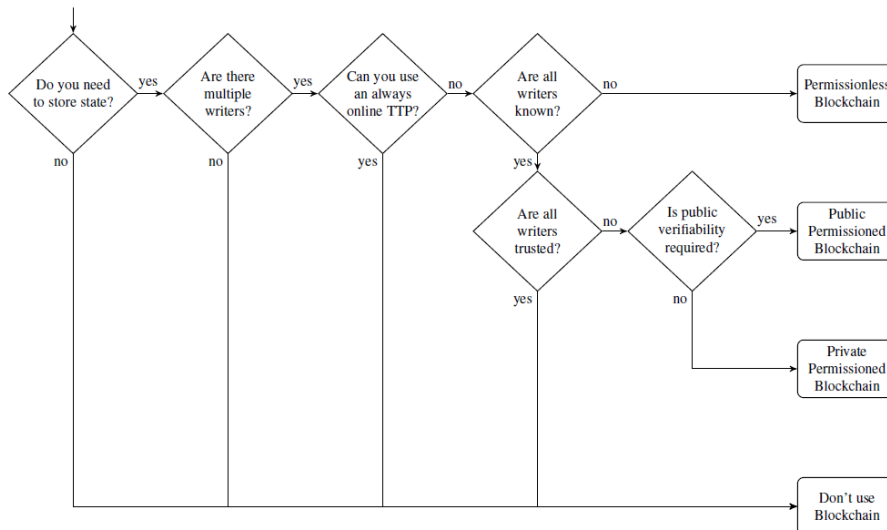 Do you need
to store state?
yes
no
Are there
multiple
writers?
yes
no
Can you use
an always
online TTP?
no
yes
Are all
writers
known?
no
yes
Permissionless
Blockchain
Are all
writers
trusted?
no
yes
Is public
verifiability
required?
yes
no
Public
Permissioned
Blockchain
Private
Permissioned
Blockchain
Don't use
Blockchain